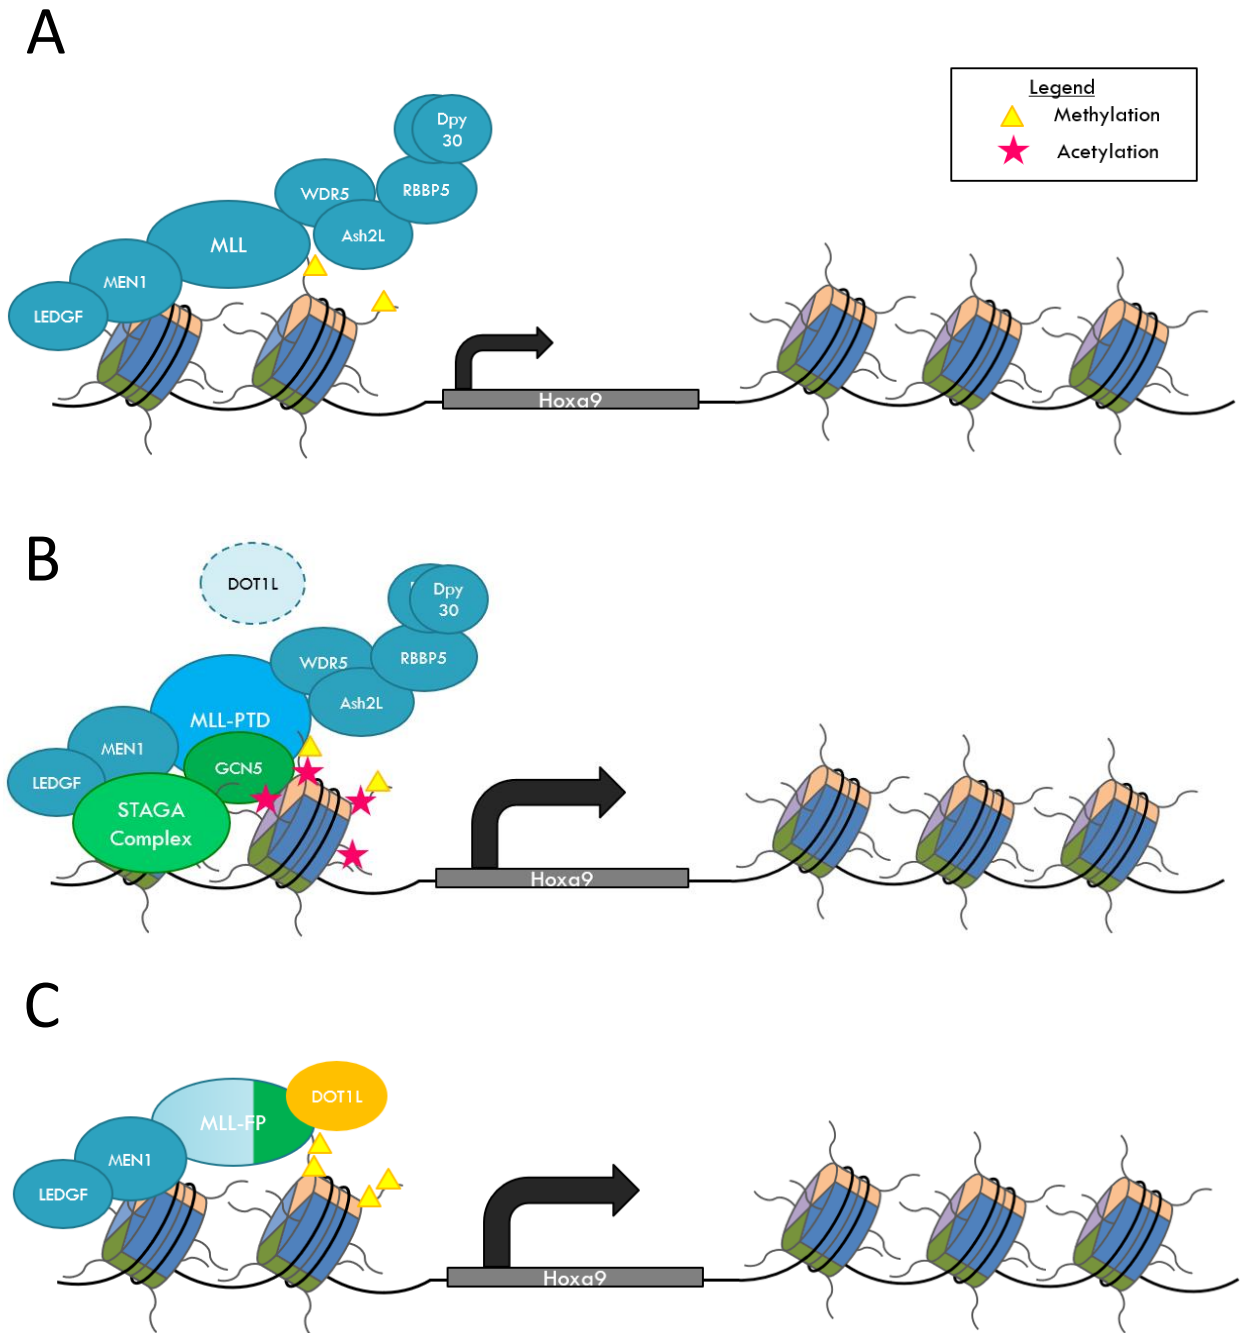 A
Legend
Methylation
Acetylation
Dpy
30
WDR5
RBBP5
Ash2L
MLL
MEN1
LEDGF
Hoxa9
B
DOT1L
Dpy
30
WDR5
RBBP5
Ash2L
MLL-PTD
MEN1
GCN5
LEDGF
STAGA
Complex
Hoxa9
C
DOT1L
MLL-FP
MEN1
LEDGF
Hoxa9